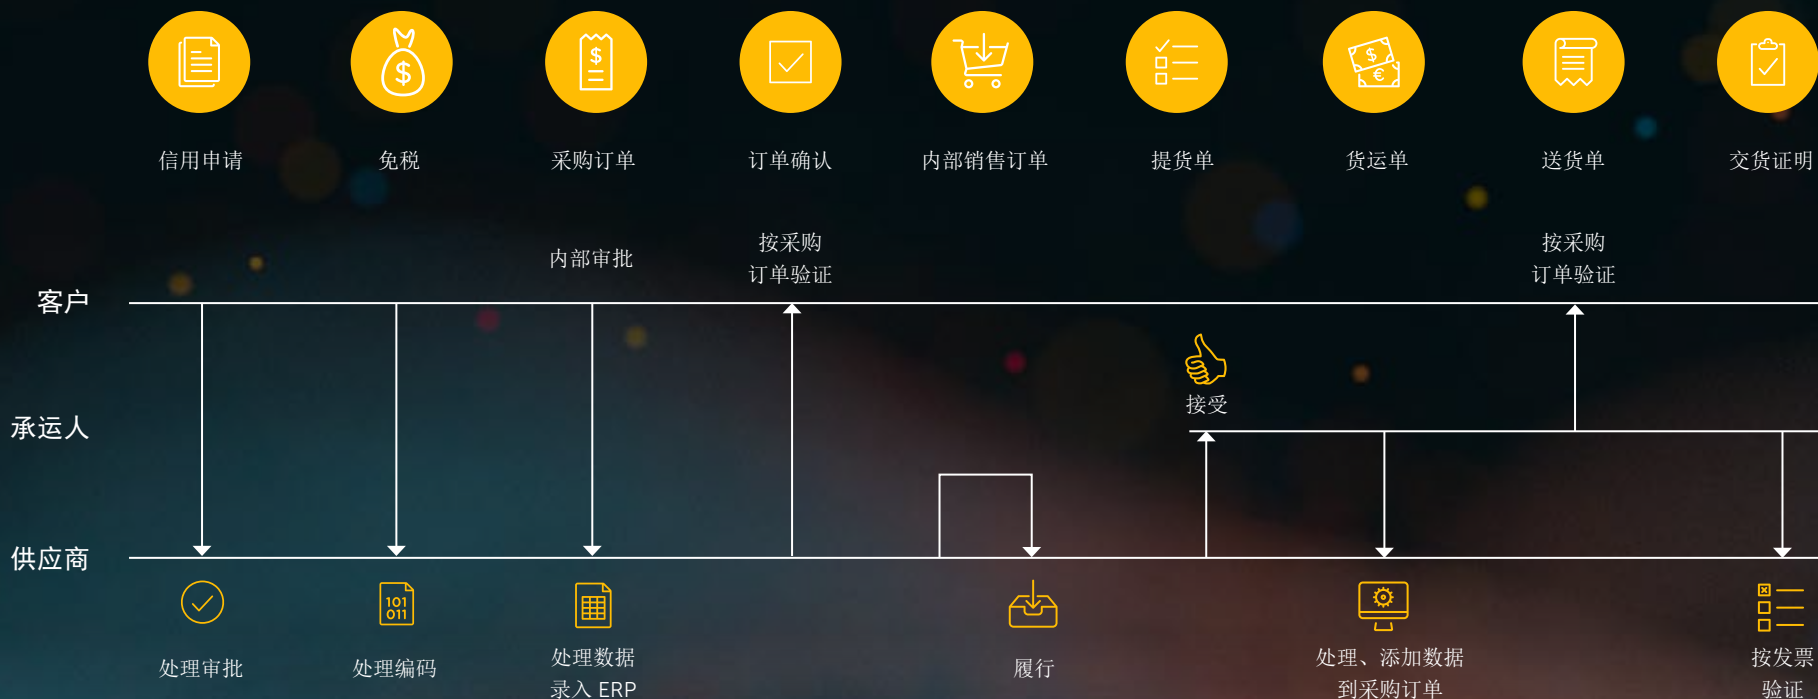 信用申请
免税
采购订单
订单确认
内部销售订单
提货单
货运单
送货单
交货证明
内部审批
按采购
订单验证
按采购
订单验证
客户
接受
承运人
供应商
101
011
处理审批
处理编码
处理数据
录入 ERP
履行
处理、添加数据
到采购订单
按发票
验证